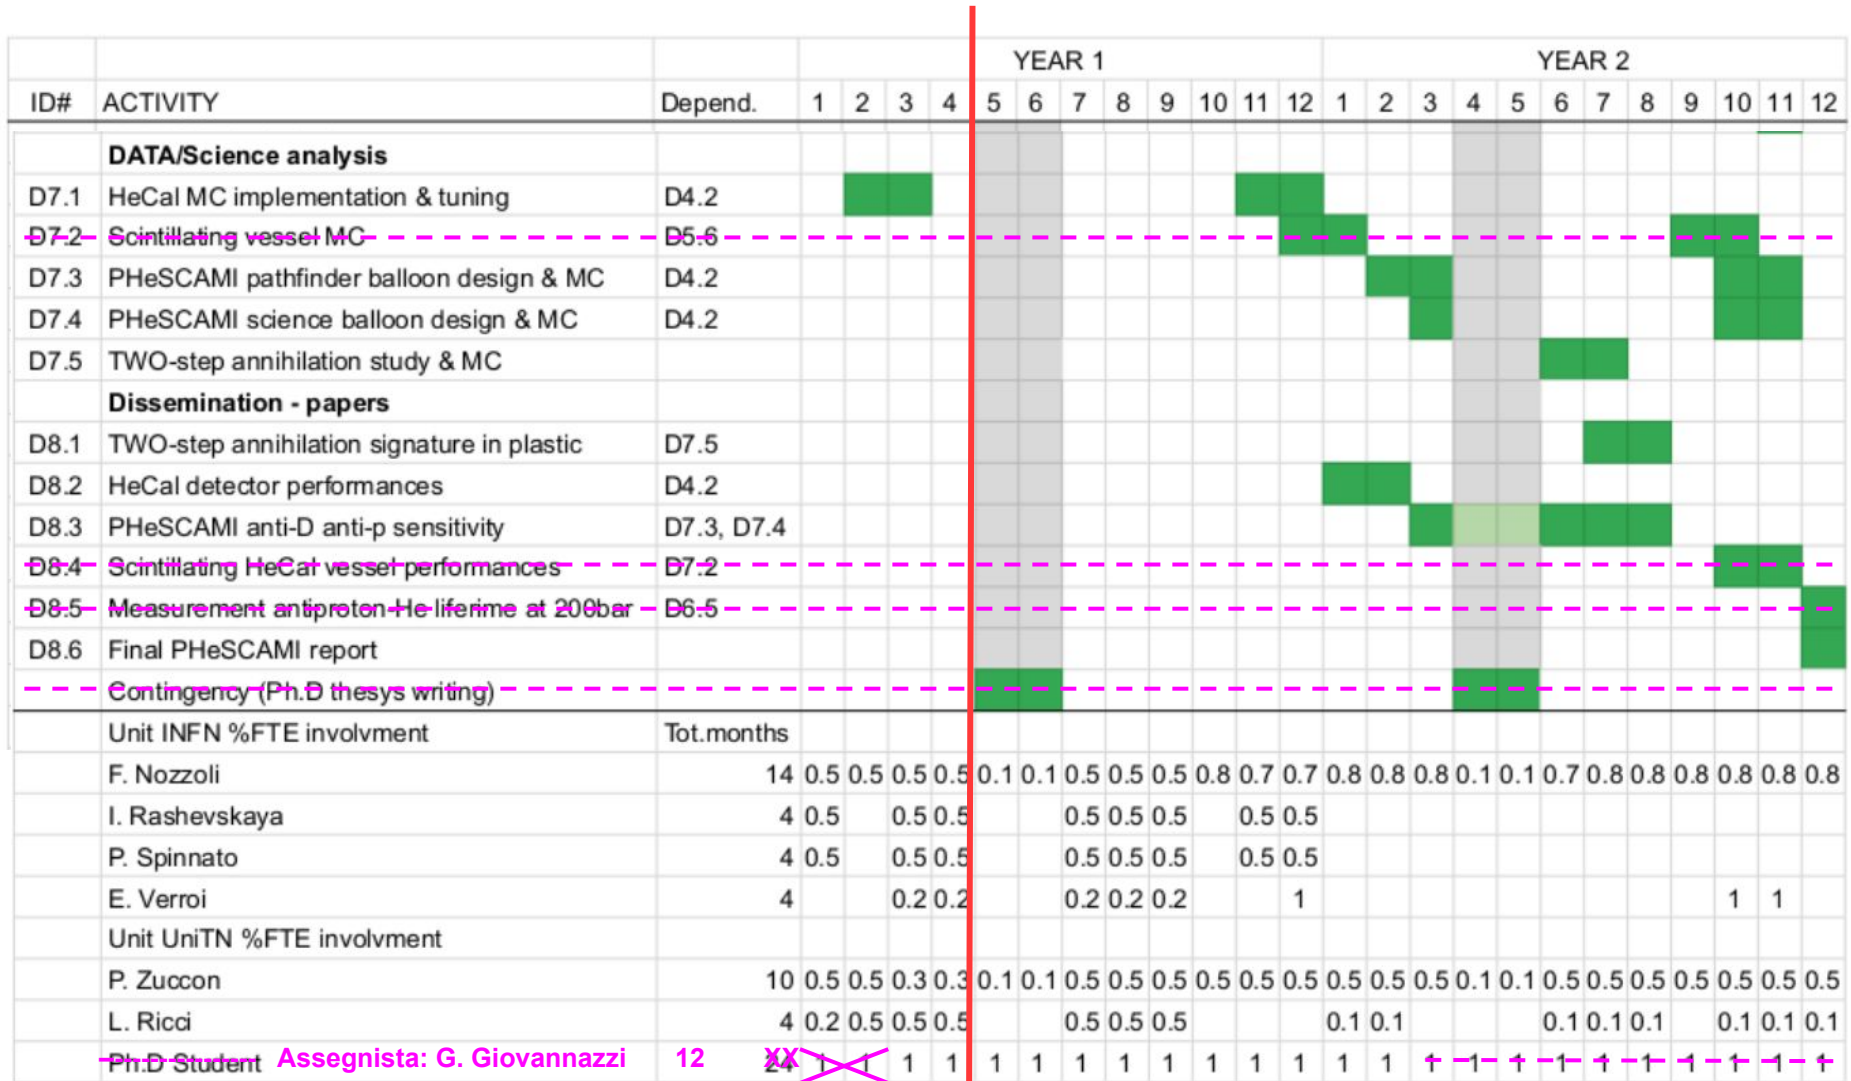 YEAR 1 YEAR 2
ID# ACTIVITY Depend. 1 2 3 4 5 6 7 8 9 10 11 12 1 2 3 4 5 6 7 8 9 10 11 12
DATA/Science analysis
D7.1 HeCal MC implementation & tuning D4.2
D7.2 Scintillating vessel MC D5.6
D7.3 PHeSCAMI pathfinder balloon design & MC D4.2
D7.4 PHeSCAMI science balloon design & MC D4.2
D7.5 TWO-step annihilation study & MC
Dissemination - papers
D8.1 TWO-step annihilation signature in plastic D7.5
D8.2 HeCal detector performances D4.2
D8.3 PHeSCAMI anti-D anti-p sensitivity D7.3, D7.4
D8.4 Scintillating HeCal vessel performances D7.2
D8.5 Measurement antiproton-He liferime at 200bar D6.5
D8.6 Final PHeSCAMI report
Contingency (Ph.D thesys writing)
Unit INFN %FTE involvment Tot.months
F. Nozzoli 14 0.5 0.5 0.5 0.5 0.1 0.1 0.5 0.5 0.5 0.8 0.7 0.7 0.8 0.8 0.8 0.1 0.1 0.7 0.8 0.8 0.8 0.8 0.8 0.8
I. Rashevskaya 4 0.5 0.5 0.5 0.5 0.5 0.5 0.5 0.5
P. Spinnato 4 0.5 0.5 0.5 0.5 0.5 0.5 0.5 0.5
E. Verroi 4 0.2 0.2 0.2 0.2 0.2 1 1 1
Unit UniTN %FTE involvment
P. Zuccon 10 0.5 0.5 0.3 0.3 0.1 0.1 0.5 0.5 0.5 0.5 0.5 0.5 0.5 0.5 0.5 0.1 0.1 0.5 0.5 0.5 0.5 0.5 0.5 0.5
L. Ricci 4 0.2 0.5 0.5 0.5 0.5 0.5 0.5 0.1 0.1 0.1 0.1 0.1 0.1 0.1 0.1
Ph.D Student Assegnista: G. Giovannazzi 12 XX 24 1 1 1 1 1 1 1 1 1 1 1 1 1 1 1 1 1 1 1 1 1 1 1 1